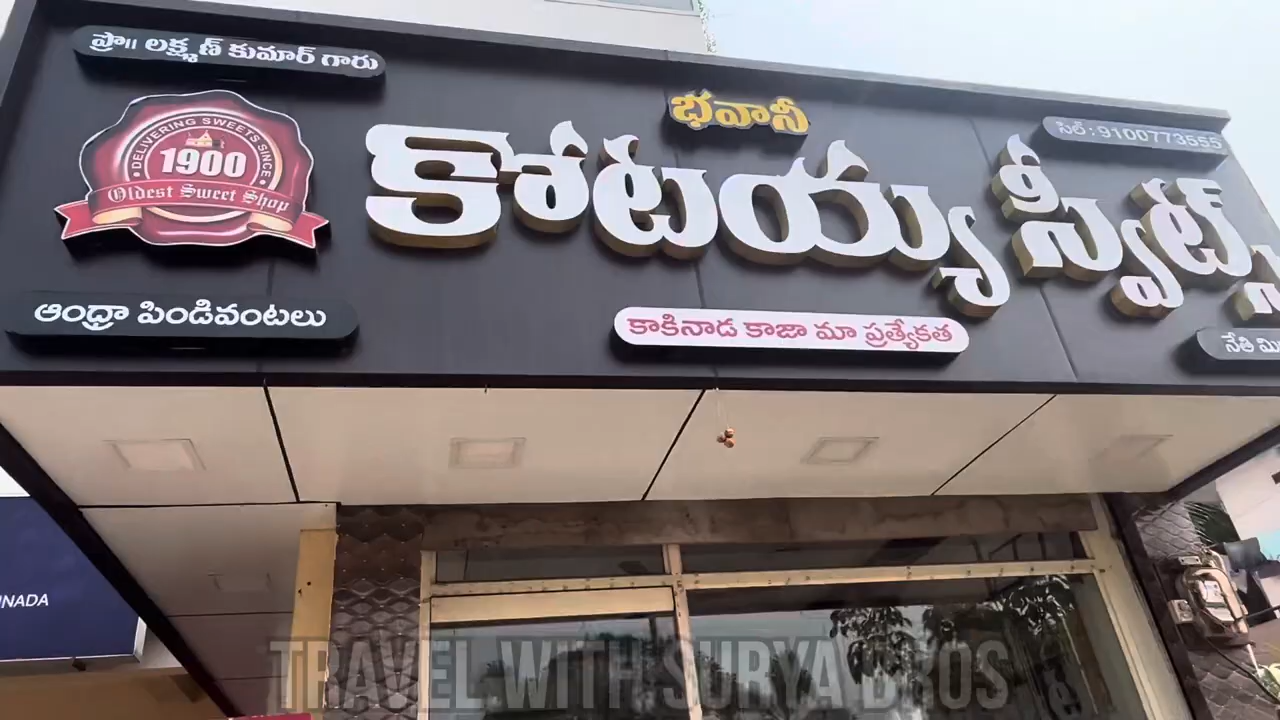 ప్రొ॥ లక్ష్మణ్ కుమార్ గారు
DELIVERING SWEETS SINCE
1900
Oldest Sweet Shop
ఆంధ్రా పిండివంటలు
భవానీ
కోటయ్య స్వీట్స్
సెల్ : 9100773555
కాకినాడ కాజా మా ప్రత్యేకత
నేతి
TRAVEL WITH SURYA BROS